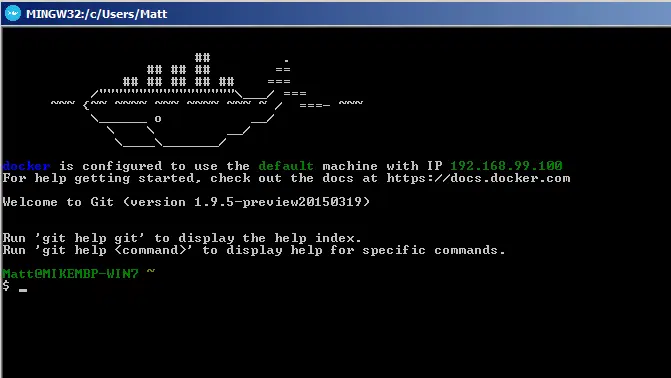 MINGW32:/c/Users/Matt
                        ##         .
                  ## ## ##        ==
               ## ## ## ## ##    ===
           /"""""""""""""""""\___/ ===
      ~~~ {~~ ~~~~ ~~~ ~~~~ ~~~ ~ /  ===- ~~~
           \______ o           __/
             \    \         __/
              \____\_______/
docker is configured to use the default machine with IP 192.168.99.100
For help getting started, check out the docs at https://docs.docker.com
Welcome to Git (version 1.9.5-preview20150319)
Run 'git help git' to display the help index.
Run 'git help <command>' to display help for specific commands.
Matt@MIKEMBP-WIN7 ~
$ _